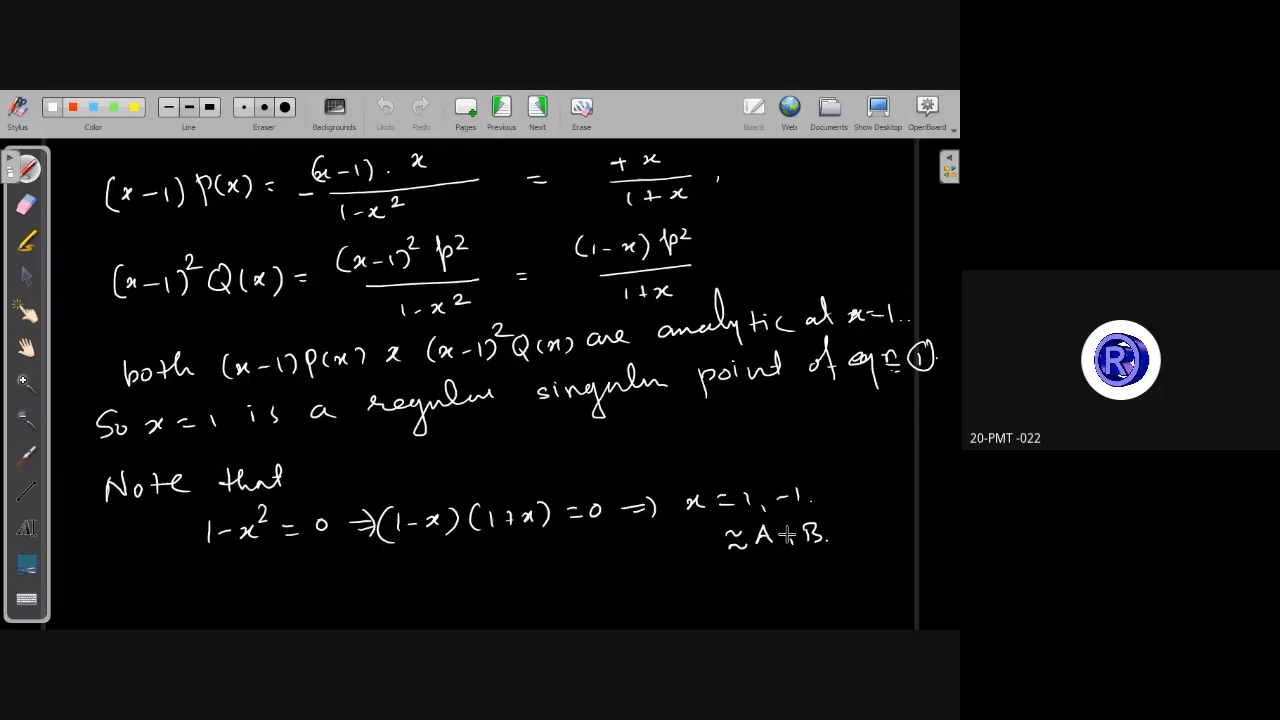 Stylus Color Line Eraser Backgrounds Undo Redo Pages Previous Next Erase Board Web Documents Show Desktop OpenBoard
(x-1) P(x) = -(x-1) . x / 1-x² = + x / 1+x ,
(x-1)² Q(x) = (x-1)² p² / 1-x² = (1-x) p² / 1+x
both (x-1) P(x) & (x-1)² Q(x) are analytic at x=1..
So x=1 is a regular singular point of eqn ①.
Note that
1-x² = 0 ⇒ (1-x) (1+x) = 0 ⇒ x = 1, -1.
≈ A + B.
R
20-PMT -022